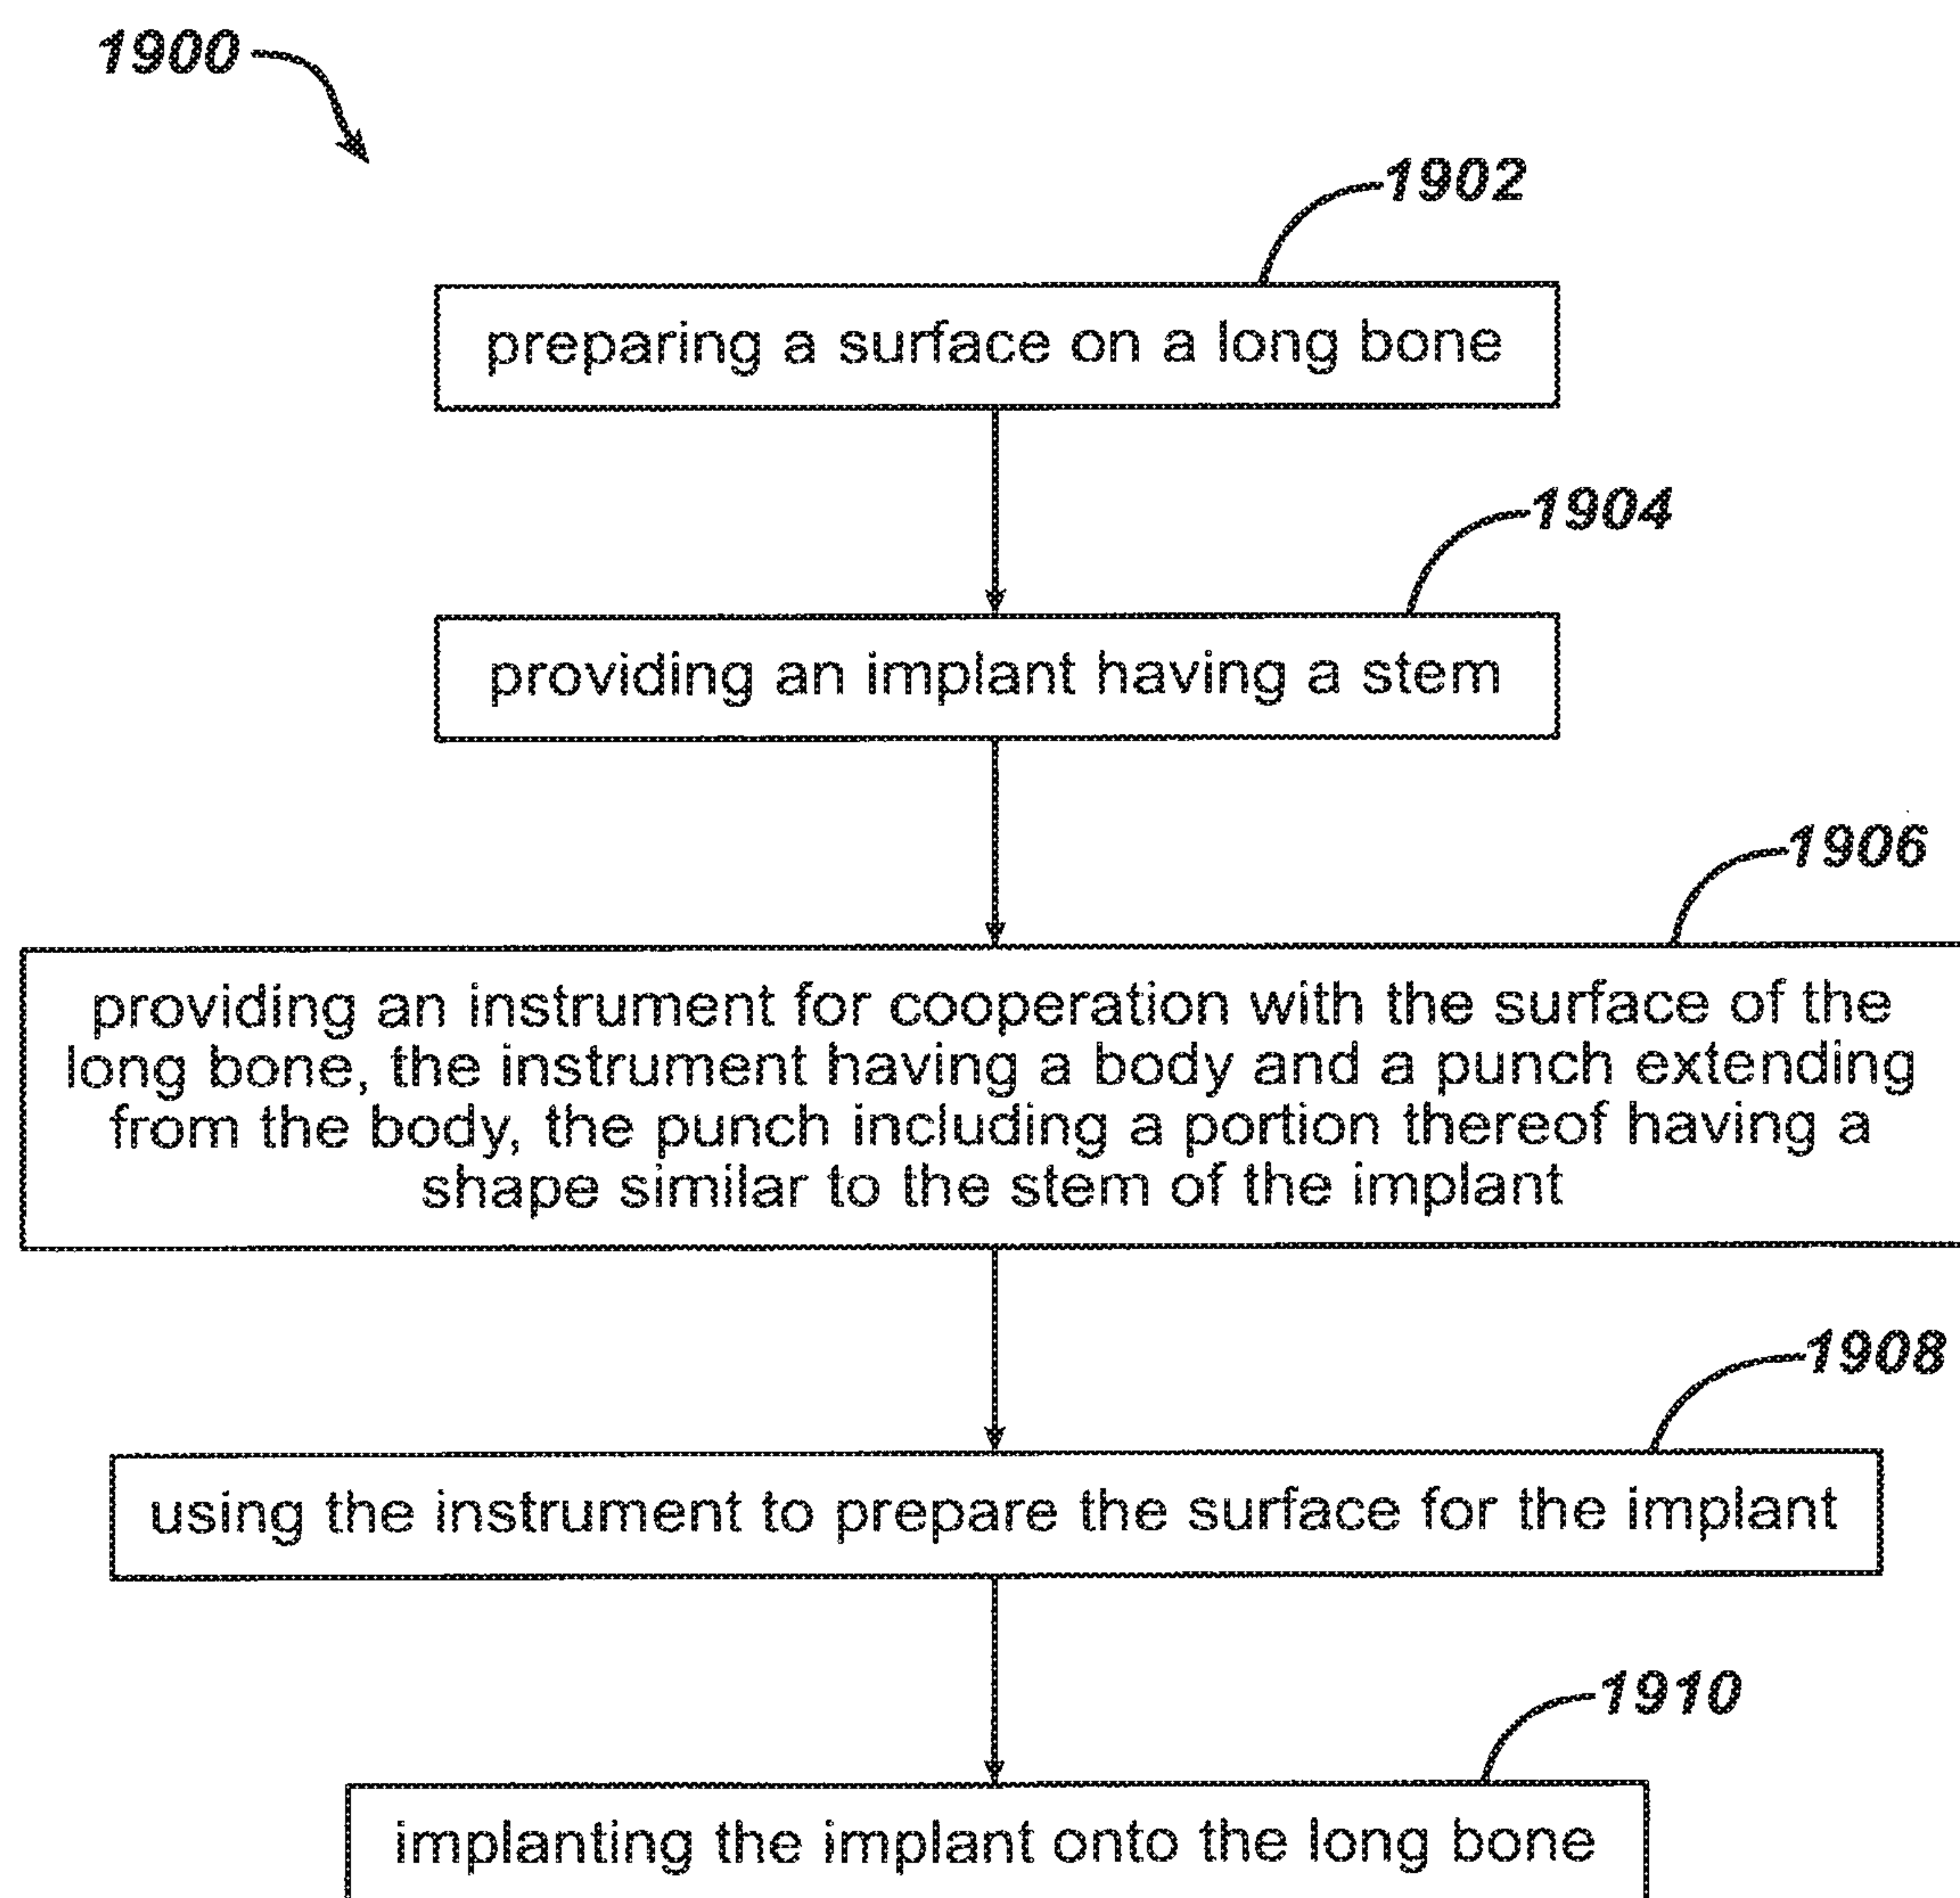 1900
1902
preparing a surface on a long bone
1904
providing an implant having a stem
1906
providing an instrument for cooperation with the surface of the
long bone, the instrument having a body and a punch extending
from the body, the punch including a portion thereof having a
shape similar to the stem of the implant
1908
using the instrument to prepare the surface for the implant
1910
implanting the implant onto the long bone